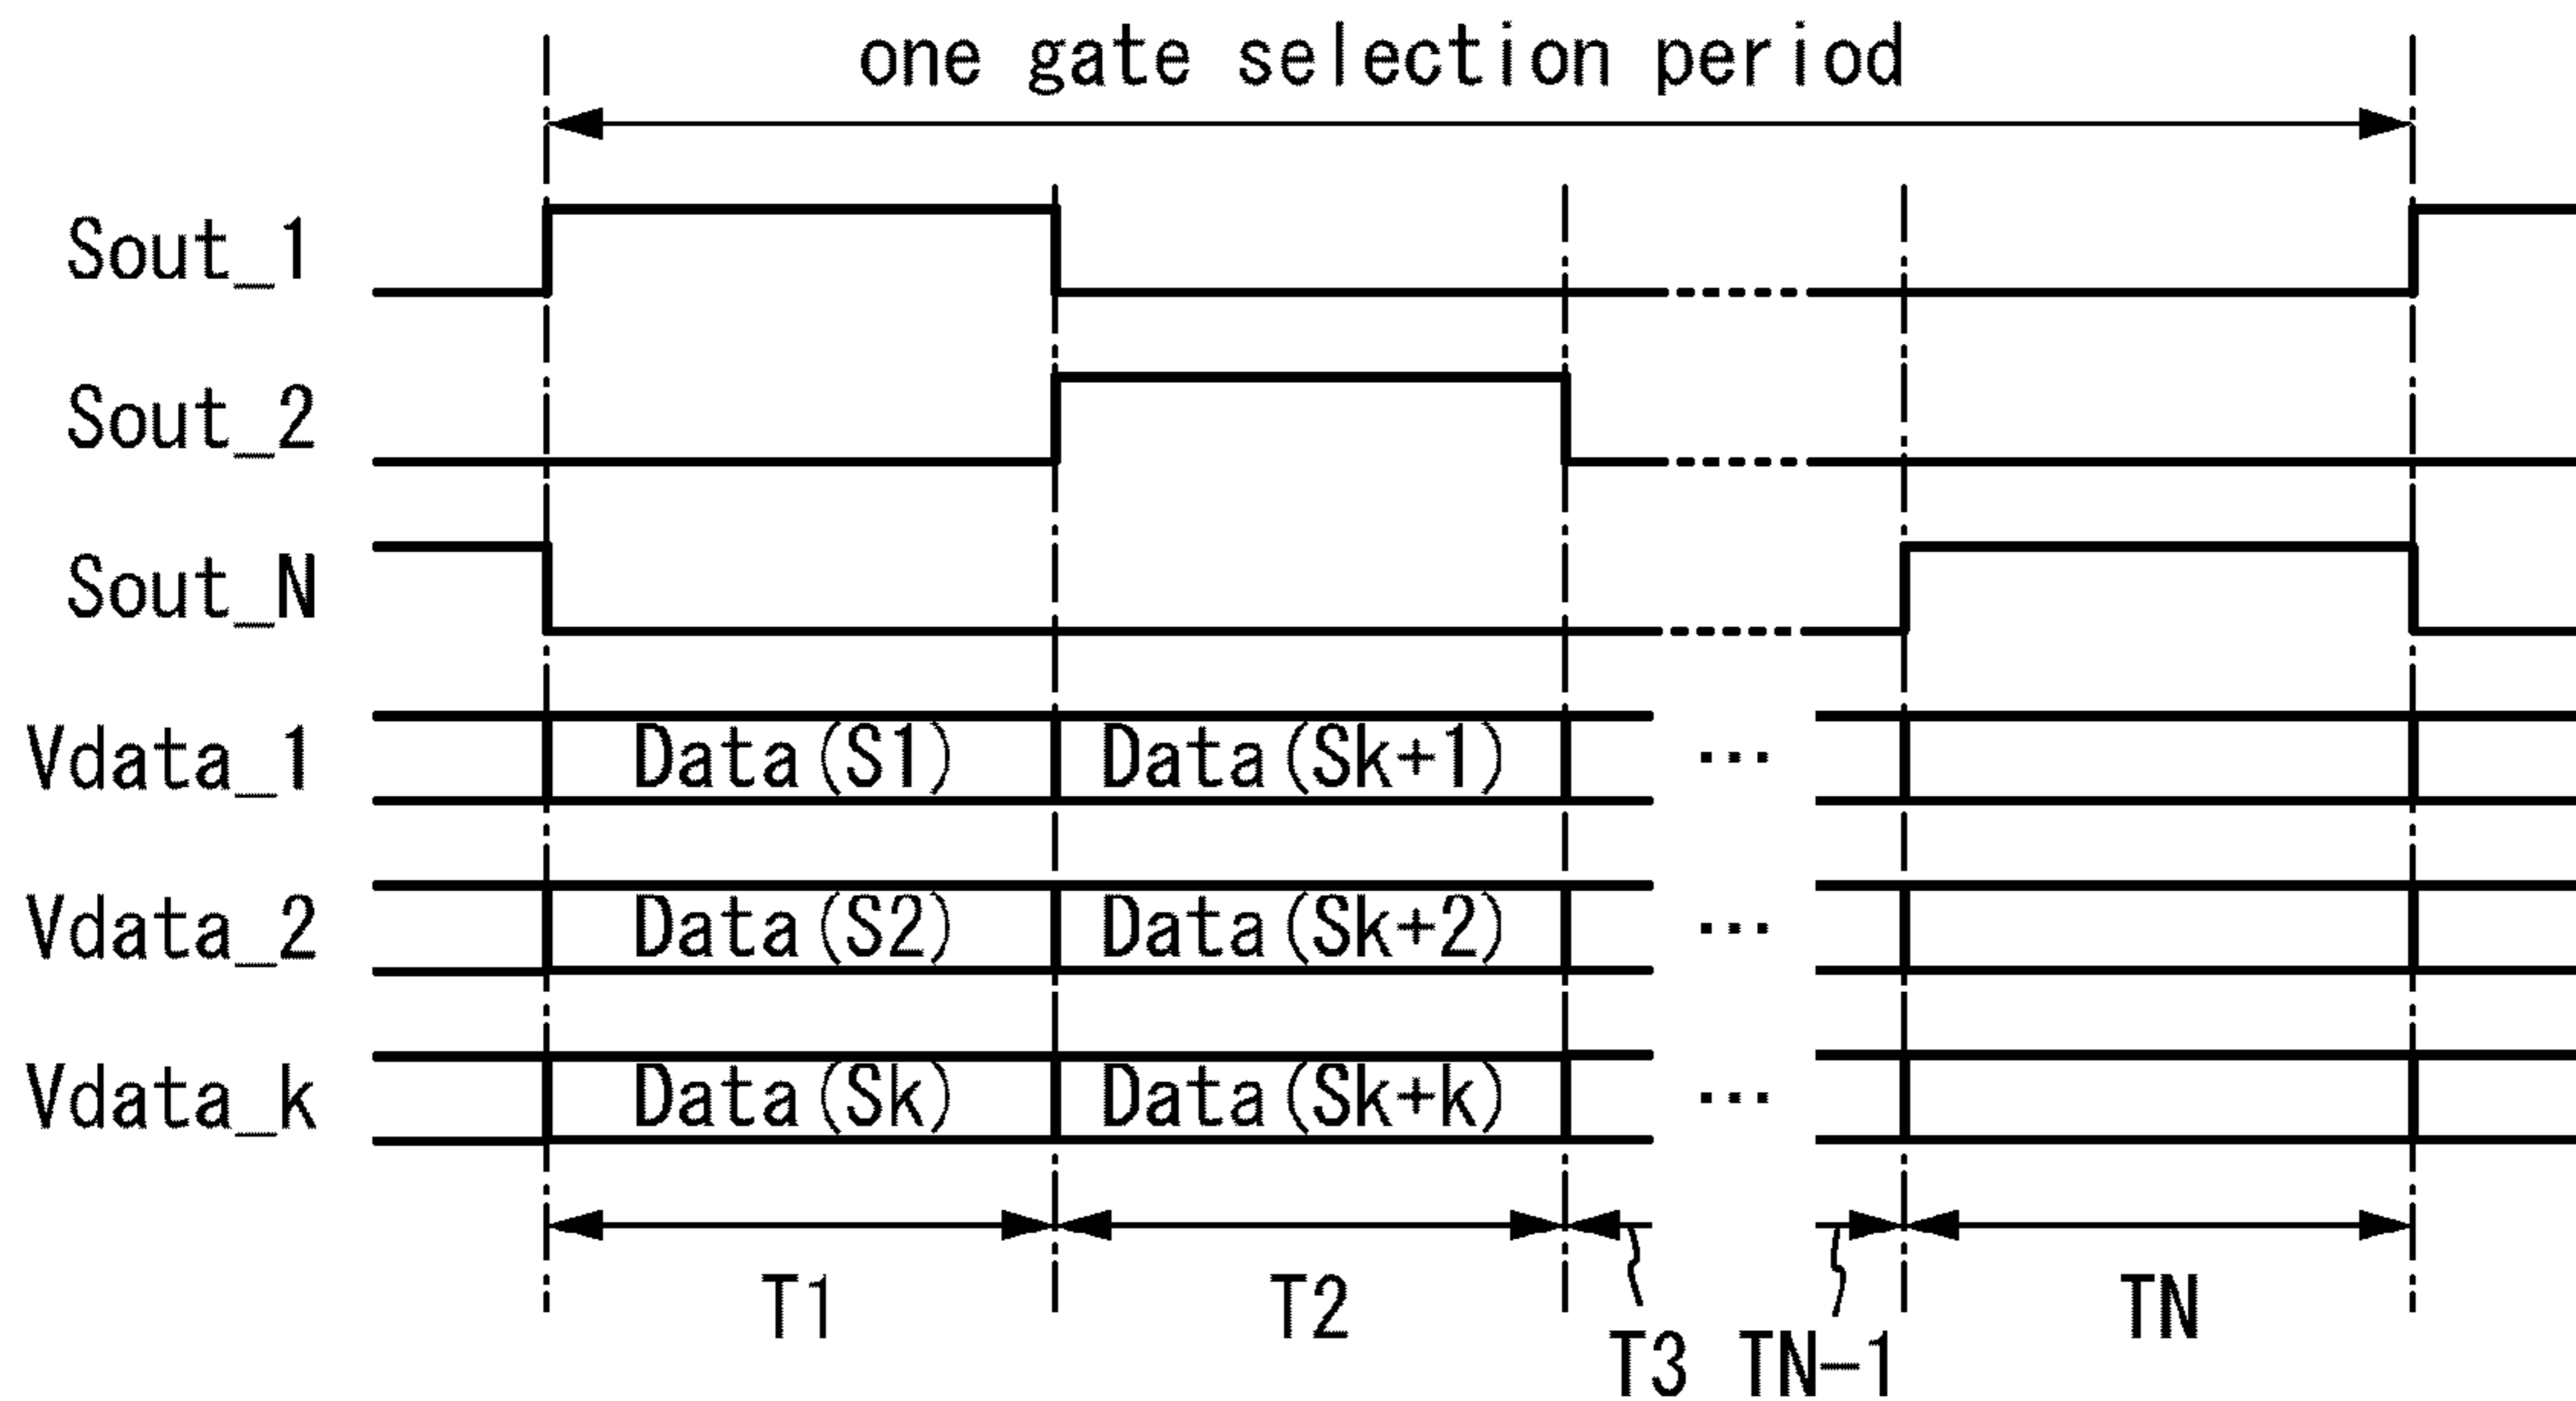 one gate selection period
Sout_1
Sout_2
Sout_N
Vdata_1 Data(S1) Data(Sk+1) ...
Vdata_2 Data(S2) Data(Sk+2) ...
Vdata_k Data(Sk) Data(Sk+k) ...
T1 T2 TN
T3 TN-1